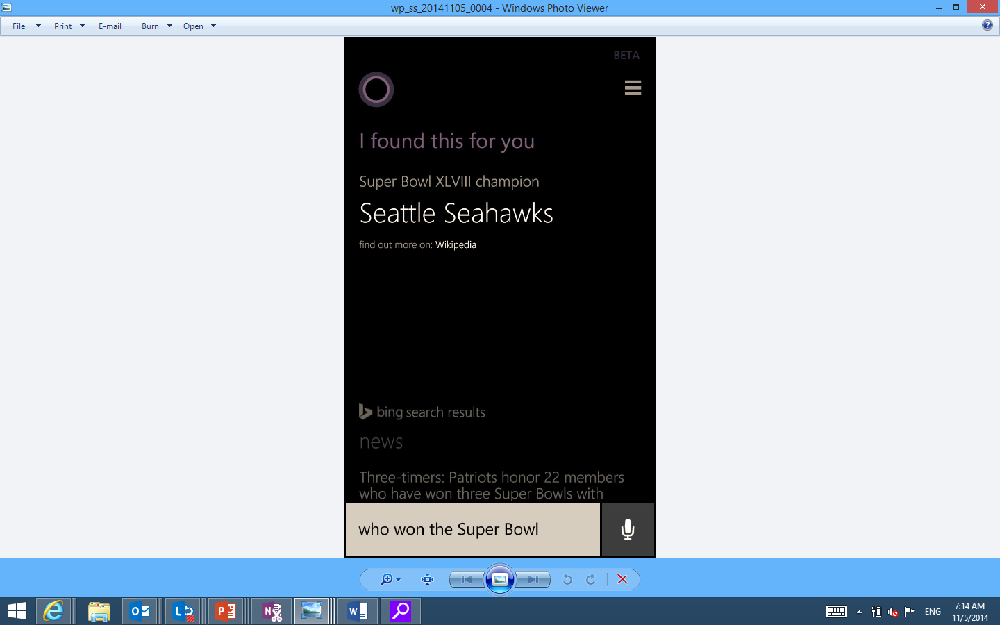 wp_ss_20141105_0004 - Windows Photo Viewer
File Print E-mail Burn Open
BETA
I found this for you
Super Bowl XLVIII champion
Seattle Seahawks
find out more on: Wikipedia
bing search results
news
Three-timers: Patriots honor 22 members
who have won three Super Bowls with
who won the Super Bowl
ENG
7:14 AM
11/5/2014